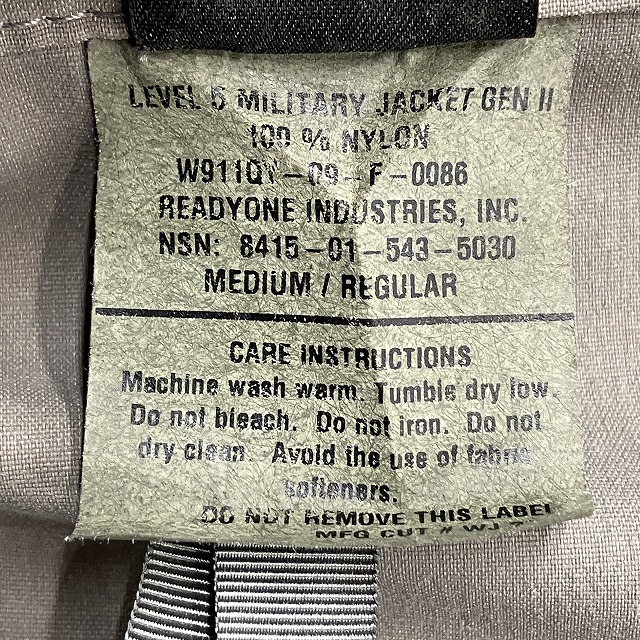 LEVEL 5 MILITARY JACKET GEN II
100 % NYLON
W911QY-09-F-0086
READYONE INDUSTRIES, INC.
NSN: 8415-01-543-5030
MEDIUM / REGULAR
CARE INSTRUCTIONS
Machine wash warm. Tumble dry low.
Do not bleach. Do not iron. Do not
dry clean. Avoid the use of fabric
softeners.
DO NOT REMOVE THIS LABEL
MFG CUT # WJ